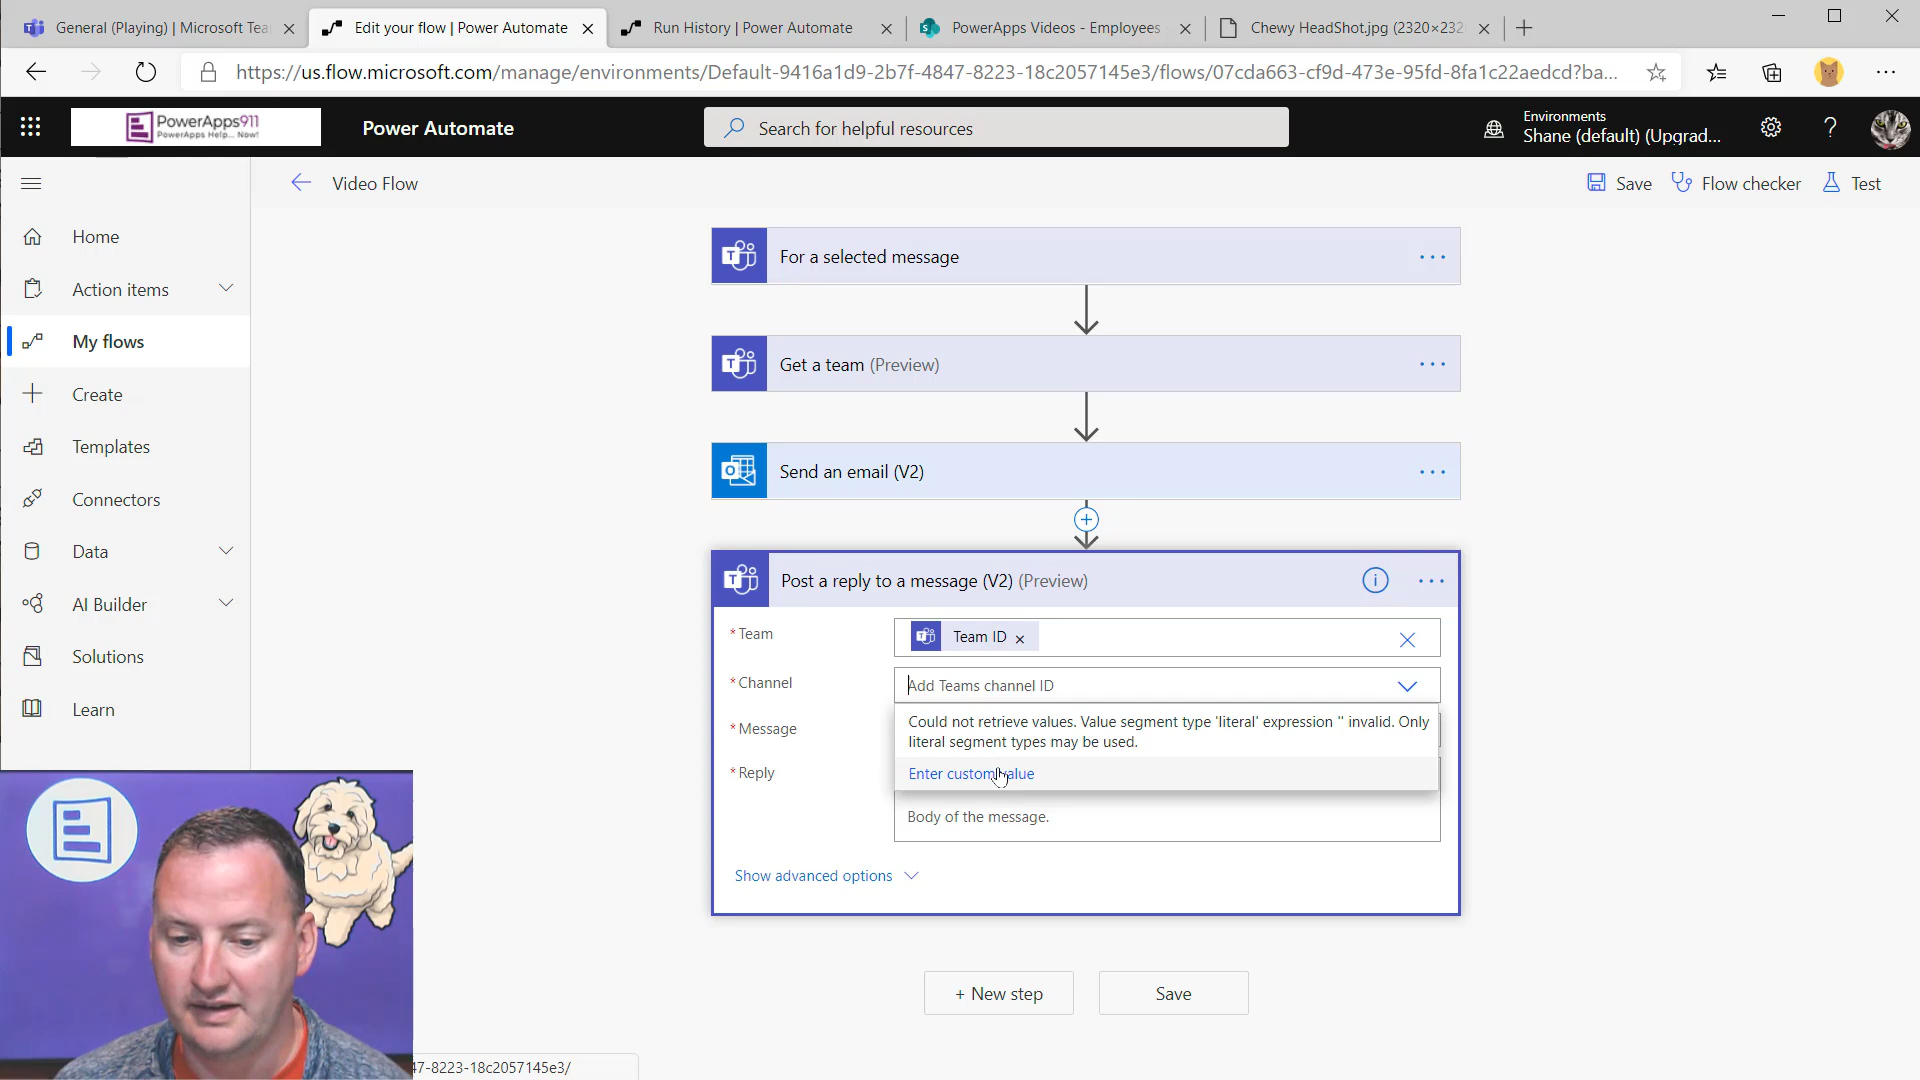 General (Playing) | Microsoft Tea
Edit your flow | Power Automate
Run History | Power Automate
PowerApps Videos - Employees
Chewy HeadShot.jpg (2320×232
https://us.flow.microsoft.com/manage/environments/Default-9416a1d9-2b7f-4847-8223-18c2057145e3/flows/07cda663-cf9d-473e-95fd-8fa1c22aedcd?ba...
PowerApps911
PowerApps Help... Now!
Power Automate
Search for helpful resources
Environments
Shane (default) (Upgrad...
Video Flow
Save
Flow checker
Test
Home
Action items
My flows
Create
Templates
Connectors
Data
AI Builder
Solutions
Learn
For a selected message
Get a team (Preview)
Send an email (V2)
Post a reply to a message (V2) (Preview)
* Team
Team ID
* Channel
Add Teams channel ID
Could not retrieve values. Value segment type 'literal' expression '' invalid. Only
literal segment types may be used.
* Message
Enter custom value
* Reply
Body of the message.
Show advanced options
+ New step
Save
47-8223-18c2057145e3/